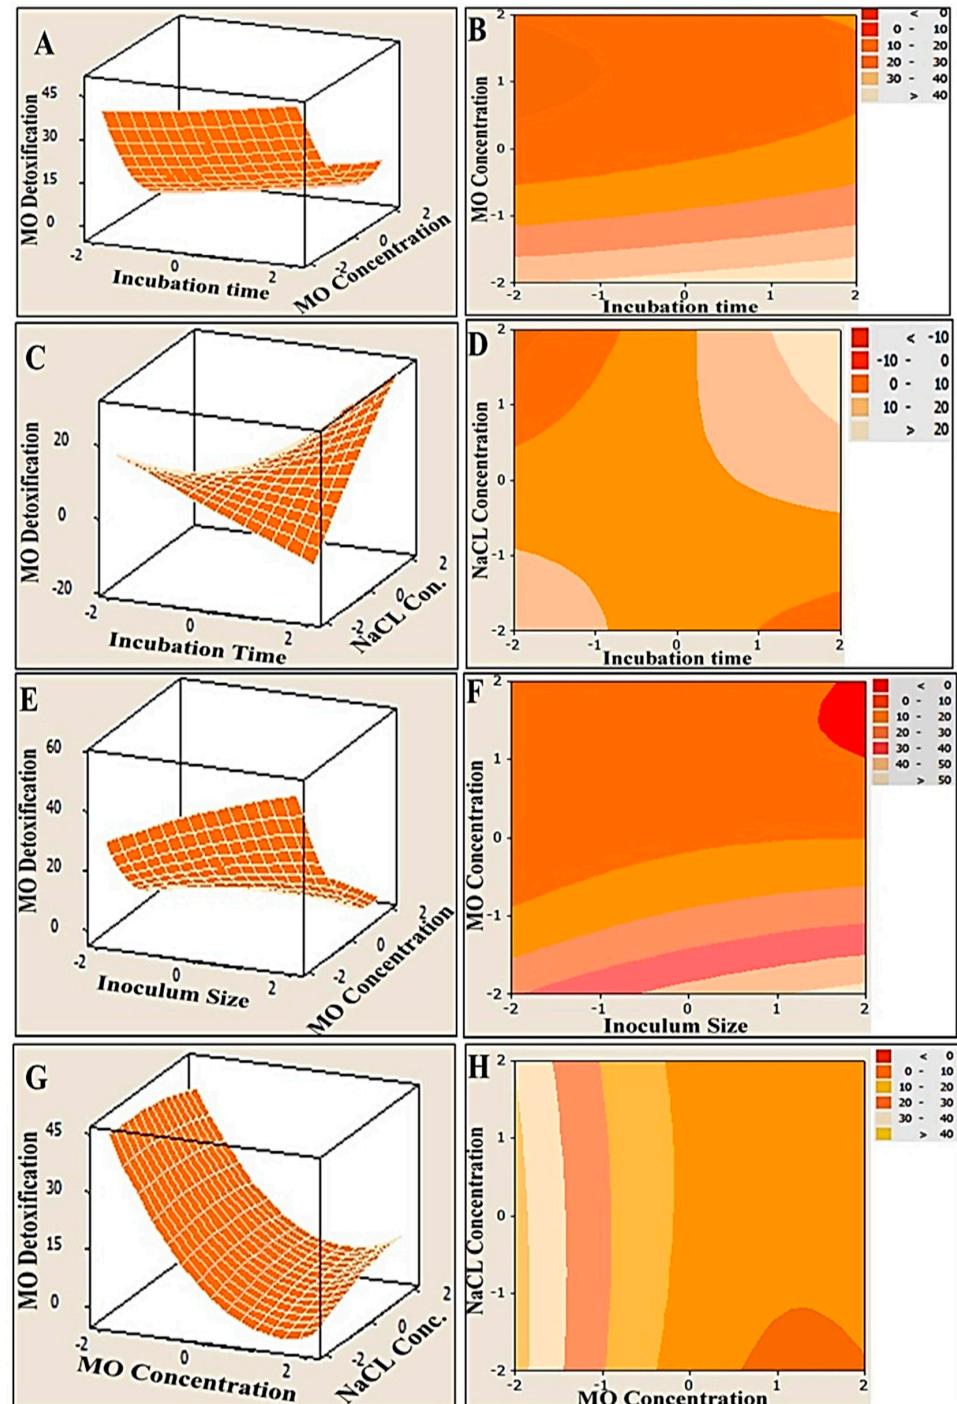 A
MO Detoxification
45
30
15
0
-2
0
2
Incubation time
-2
0
2
MO Concentration
B
MO Concentration
2
1
0
-1
-2
-2
-1
0
1
2
Incubation time
< 0
0 - 10
10 - 20
20 - 30
30 - 40
> 40
C
MO Detoxification
20
0
-20
-2
0
2
Incubation Time
-2
0
2
NaCL Con.
D
NaCL Concentration
2
1
0
-1
-2
-2
-1
0
1
2
Incubation time
< -10
-10 - 0
0 - 10
10 - 20
> 20
E
MO Detoxification
60
40
20
0
-2
0
2
Inoculum Size
-2
0
2
MO Concentration
F
MO Concentration
2
1
0
-1
-2
-2
-1
0
1
2
Inoculum Size
< 0
0 - 10
10 - 20
20 - 30
30 - 40
40 - 50
> 50
G
MO Detoxification
45
30
15
0
-2
0
2
MO Concentration
-2
0
2
NaCL Conc.
H
NaCL Concentration
2
1
0
-1
-2
-2
-1
0
1
2
MO Concentration
< 0
0 - 10
10 - 20
20 - 30
30 - 40
> 40